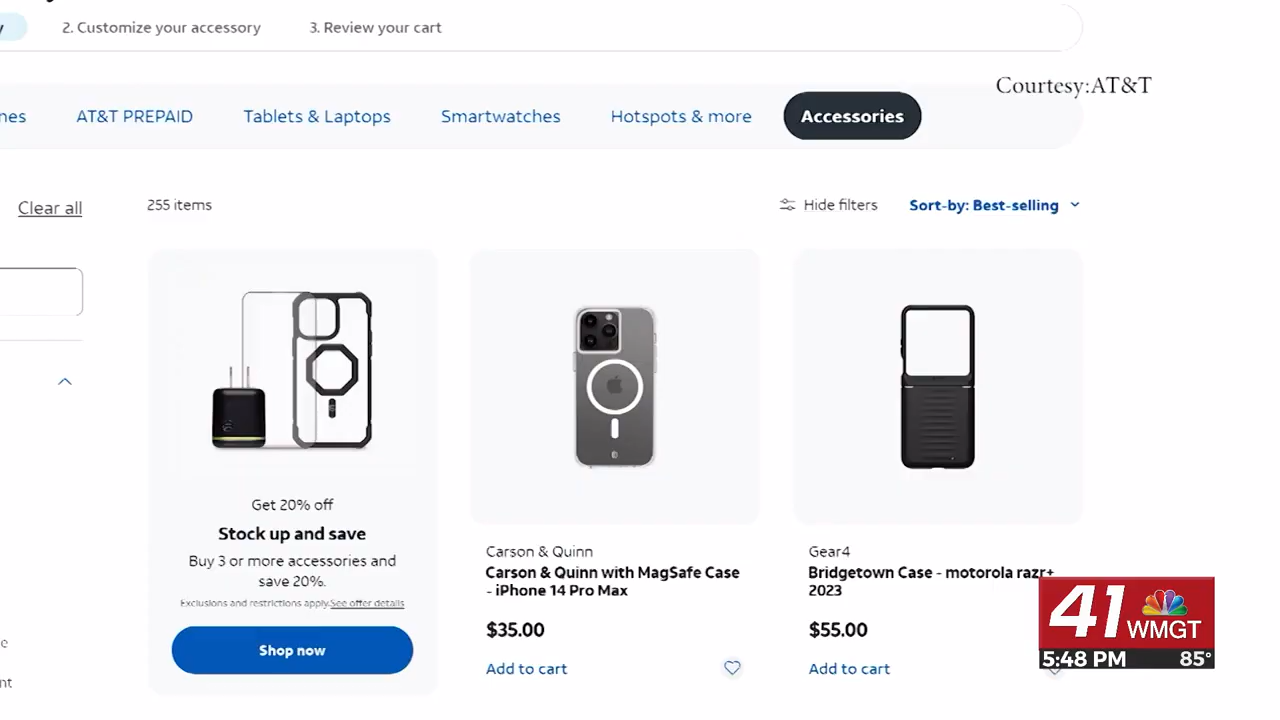 2. Customize your accessory
3. Review your cart
Courtesy:AT&T
AT&T PREPAID
Tablets & Laptops
Smartwatches
Hotspots & more
Accessories
Clear all
255 items
Hide filters
Sort-by: Best-selling
Get 20% off
Stock up and save
Buy 3 or more accessories and
save 20%.
Exclusions and restrictions apply.See offer details
Shop now
Carson & Quinn
Carson & Quinn with MagSafe Case
- iPhone 14 Pro Max
$35.00
Add to cart
Gear4
Bridgetown Case - motorola razr+
2023
$55.00
Add to cart
41
WMGT
5:48 PM
85°